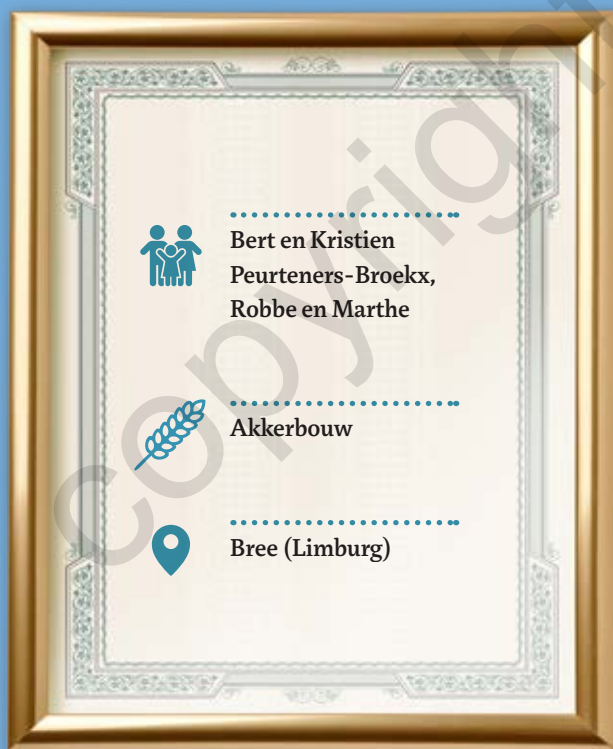 Bert en Kristien
Peurteners-Broekx,
Robbe en Marthe
Akkerbouw
Bree (Limburg)
copyright